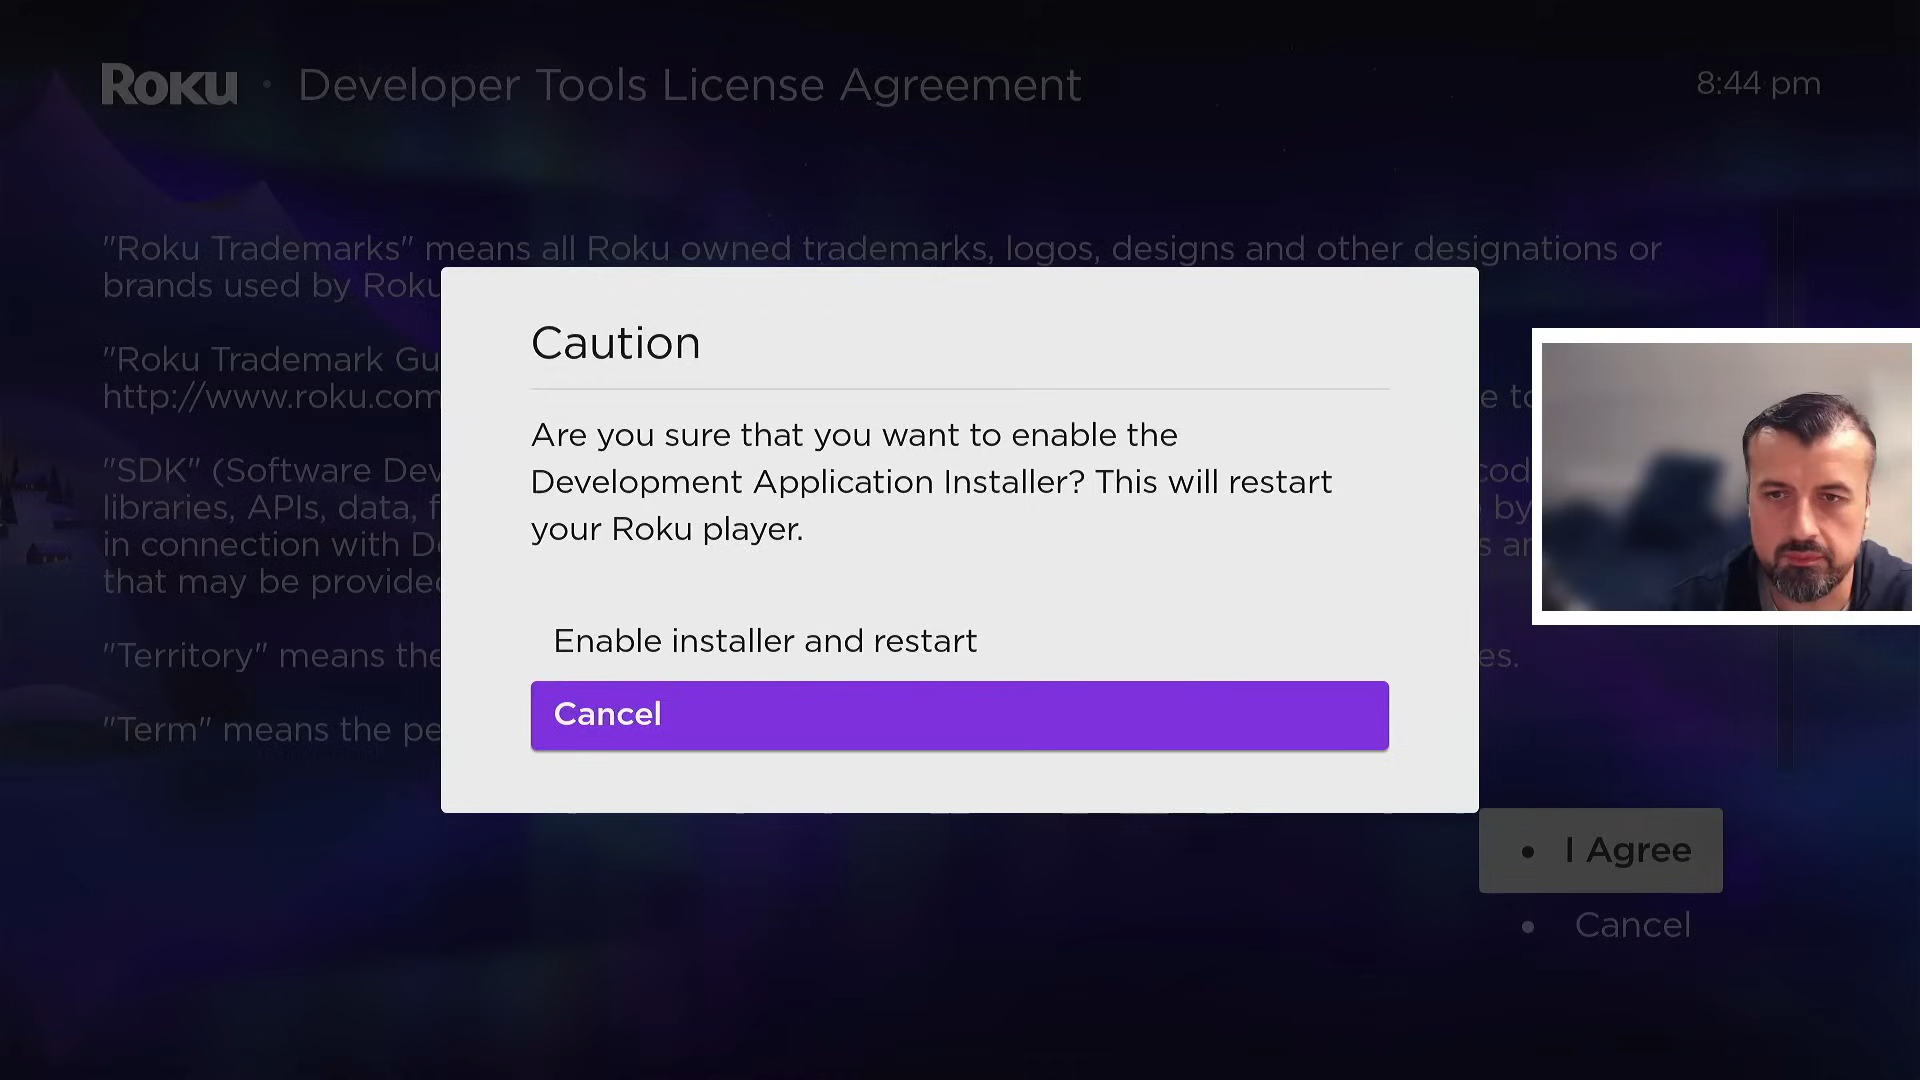 Roku • Developer Tools License Agreement
8:44 pm
"Roku Trademarks" means all Roku owned trademarks, logos, designs and other designations or
brands used by Roku
"Roku Trademark Gu
http://www.roku.com
"SDK" (Software Dev
libraries, APIs, data, f
in connection with D
that may be provided
"Territory" means the
es.
"Term" means the pe
Caution
Are you sure that you want to enable the
Development Application Installer? This will restart
your Roku player.
Enable installer and restart
Cancel
• I Agree
• Cancel